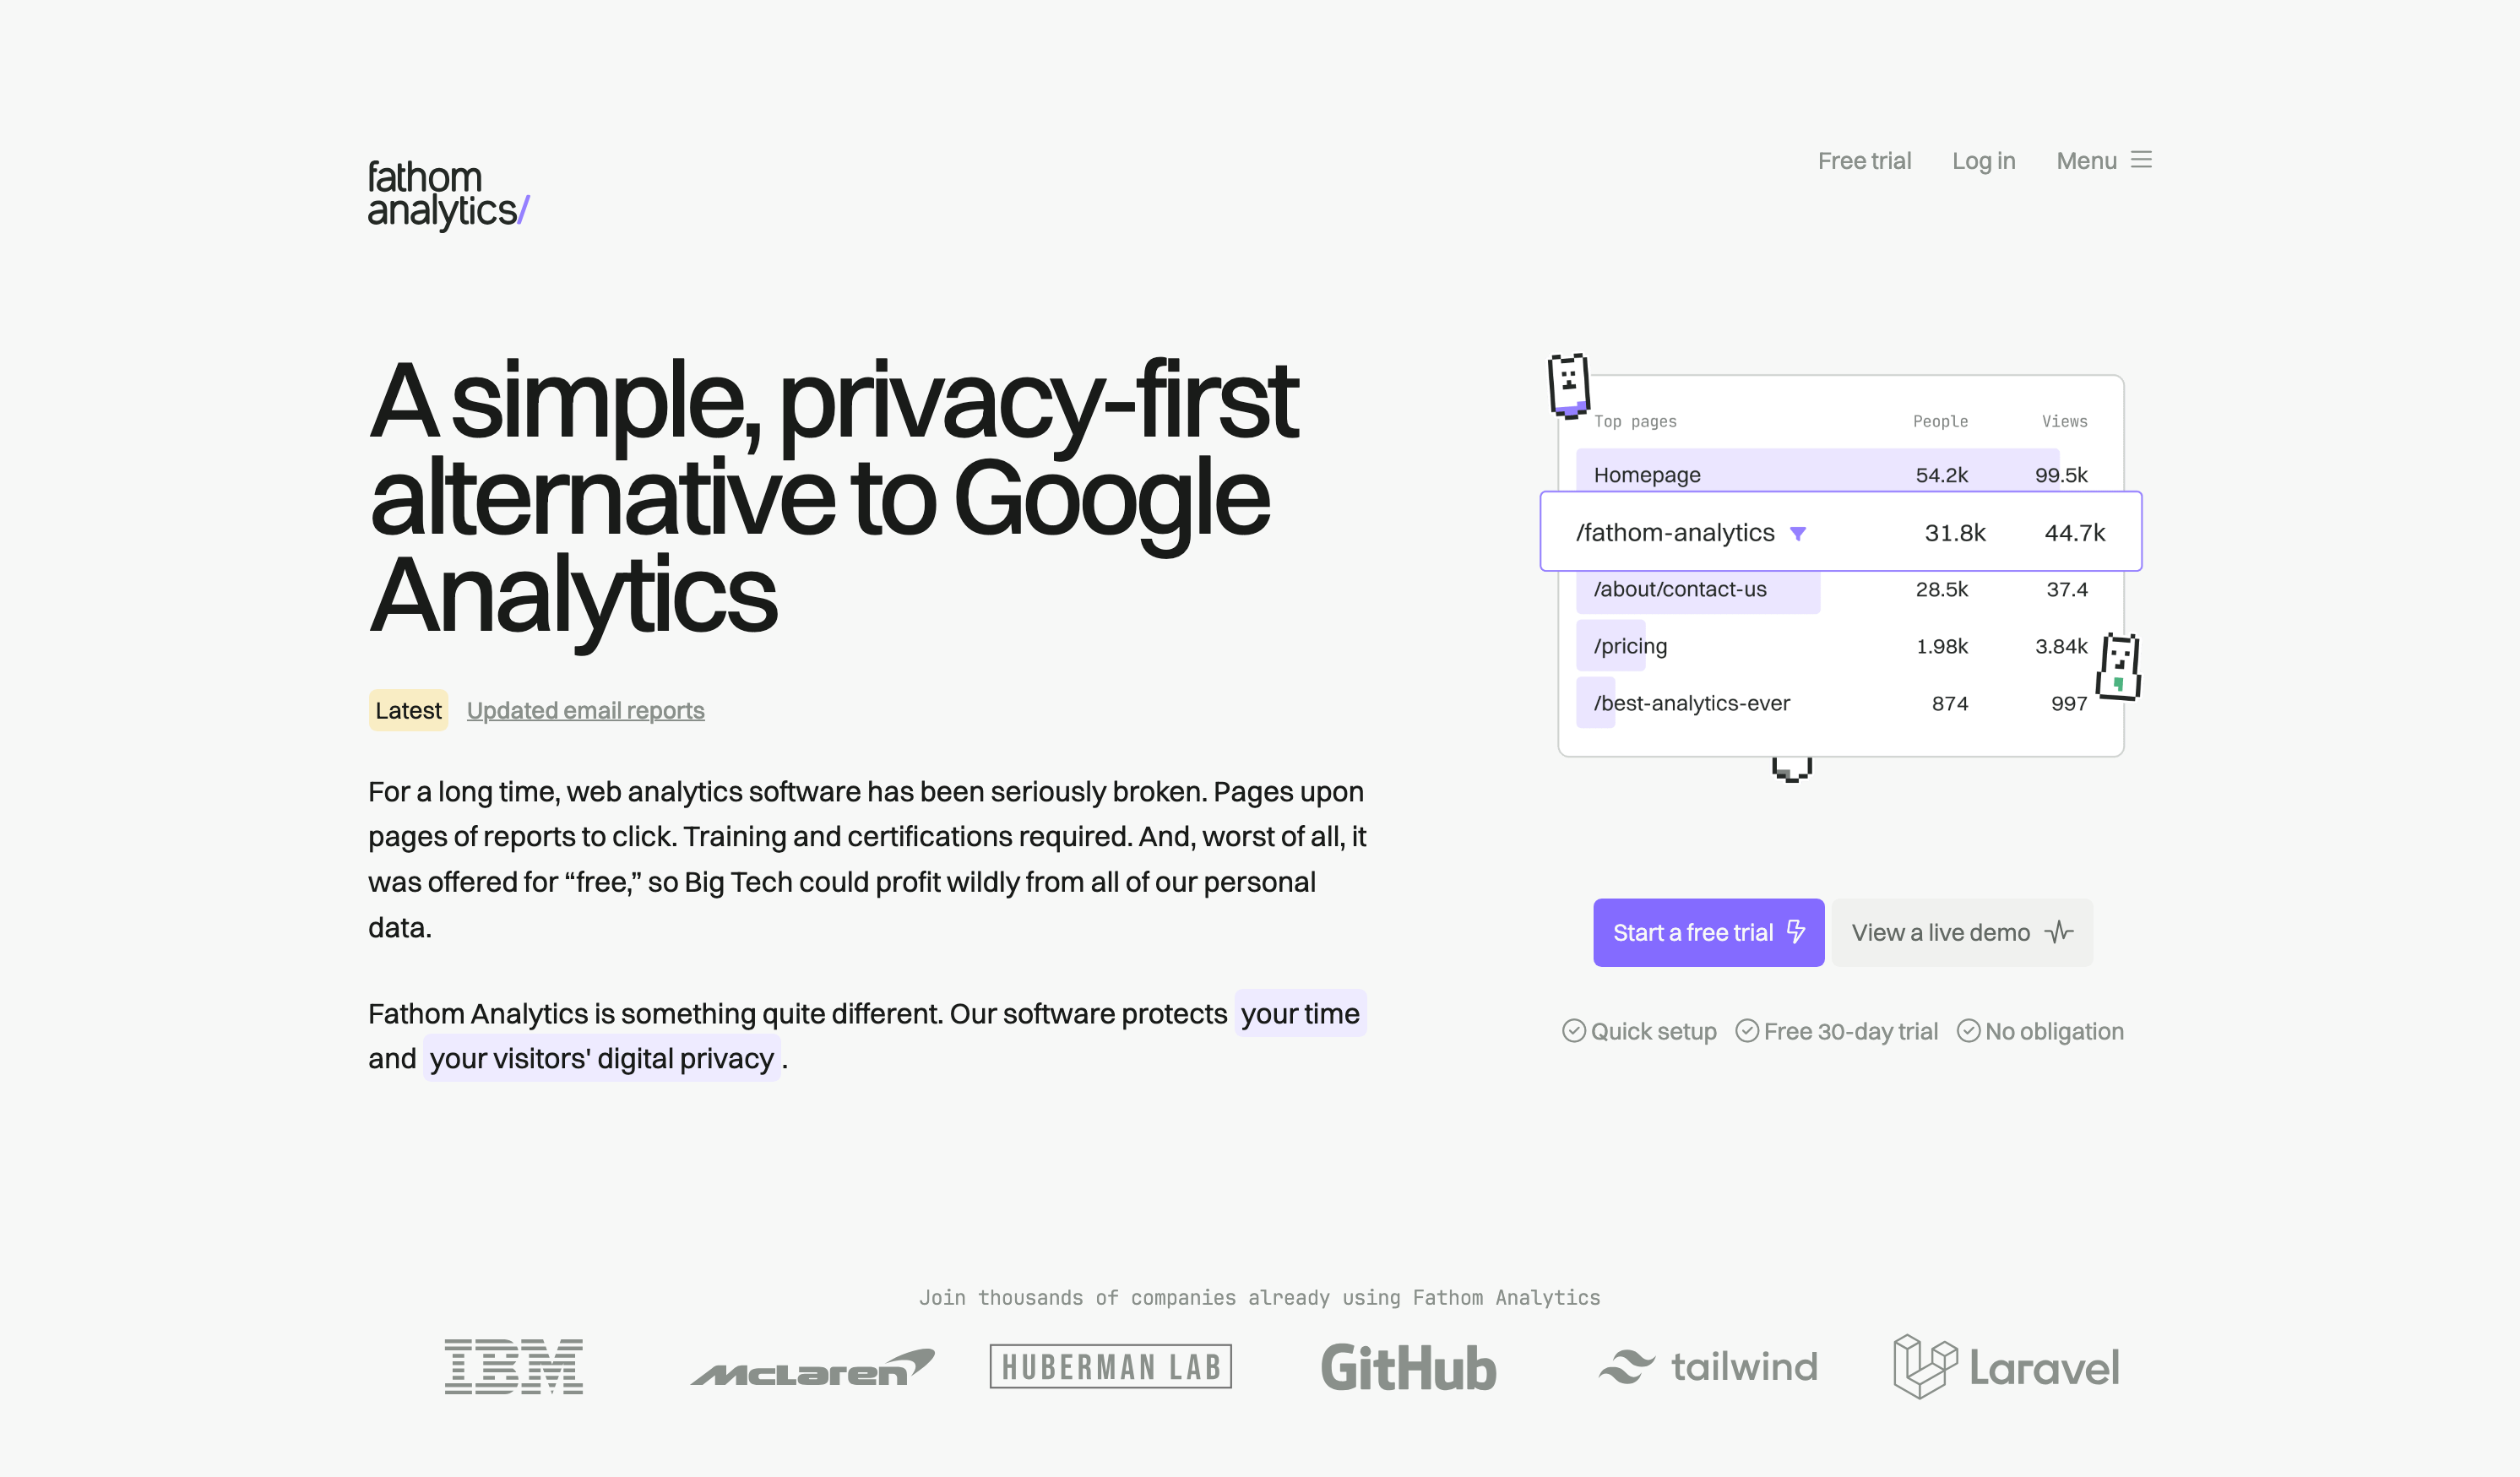 fathom
analytics/
Free trial Log in Menu
A simple, privacy-first
alternative to Google
Analytics
Latest Updated email reports
For a long time, web analytics software has been seriously broken. Pages upon
pages of reports to click. Training and certifications required. And, worst of all, it
was offered for “free,” so Big Tech could profit wildly from all of our personal
data.
Fathom Analytics is something quite different. Our software protects your time
and your visitors' digital privacy.
Top pages People Views
Homepage 54.2k 99.5k
/fathom-analytics 31.8k 44.7k
/about/contact-us 28.5k 37.4
/pricing 1.98k 3.84k
/best-analytics-ever 874 997
Start a free trial View a live demo
Quick setup Free 30-day trial No obligation
Join thousands of companies already using Fathom Analytics
IBM McLaren HUBERMAN LAB GitHub tailwind Laravel